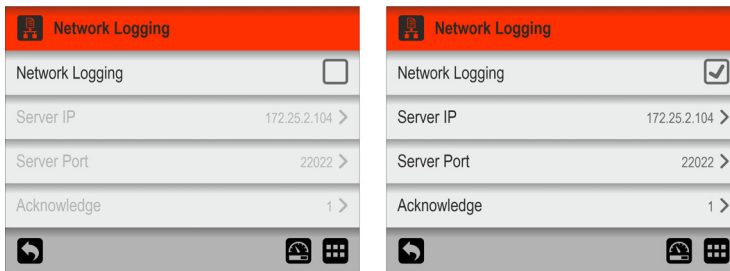 Network Logging
Network Logging
Server IP 172.25.2.104
Server Port 22022
Acknowledge 1
Network Logging
Network Logging
Server IP 172.25.2.104
Server Port 22022
Acknowledge 1